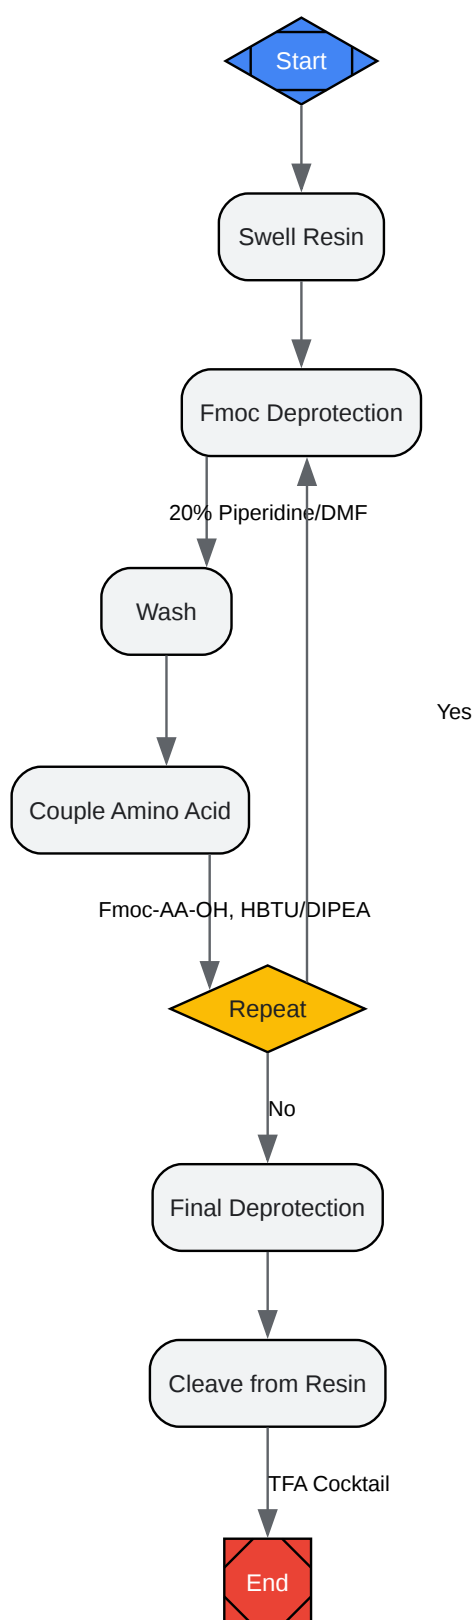 Start
Swell Resin
Fmoc Deprotection
20% Piperidine/DMF
Wash
Yes
Couple Amino Acid
Fmoc-AA-OH, HBTU/DIPEA
Repeat
No
Final Deprotection
Cleave from Resin
TFA Cocktail
End